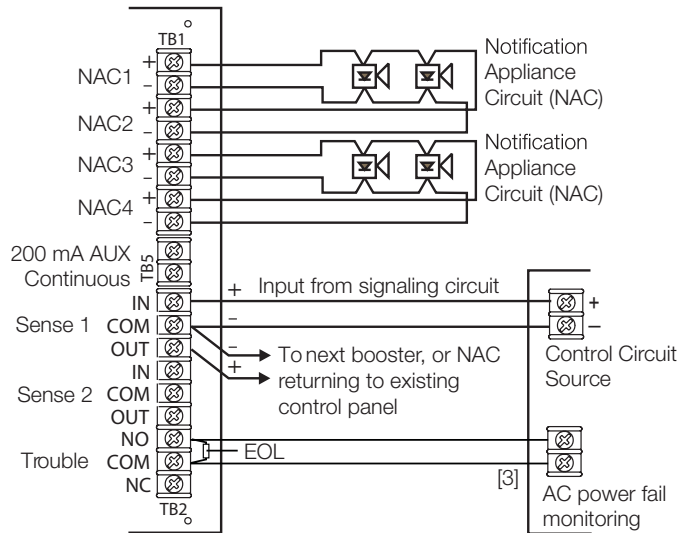 TB1
NAC1
+
–
NAC2
+
–
NAC3
+
–
NAC4
+
–
Notification
Appliance
Circuit (NAC)
Notification
Appliance
Circuit (NAC)
200 mA AUX
Continuous
TB5
IN
Sense 1
COM
OUT
+
Input from signaling circuit
–
–
+
To next booster, or NAC
returning to existing
control panel
+
–
Control Circuit
Source
IN
Sense 2
COM
OUT
NO
Trouble
COM
NC
EOL
[3]
AC power fail
monitoring
TB2